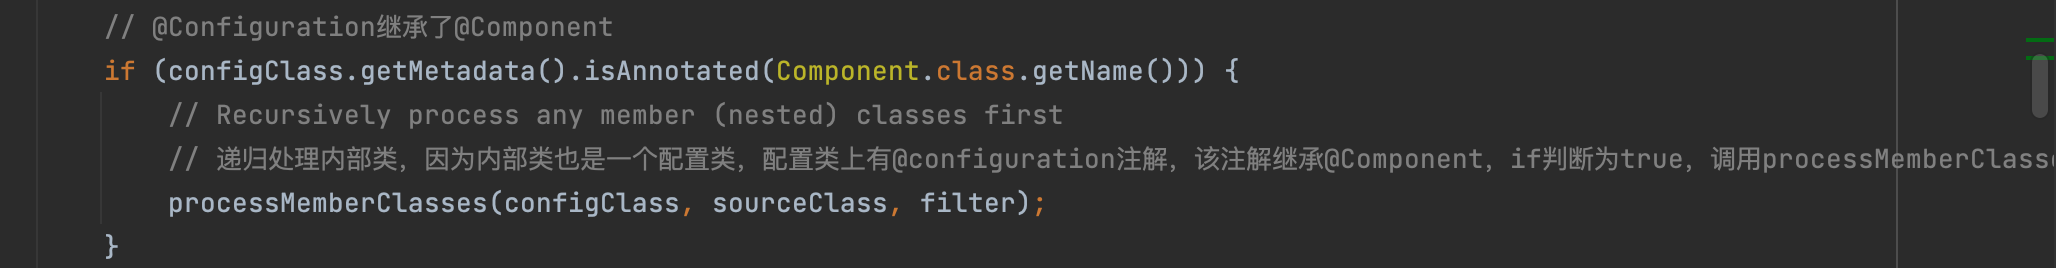 // @Configuration继承了@Component
if (configClass.getMetadata().isAnnotated(Component.class.getName())) {
// Recursively process any member (nested) classes first
// 递归处理内部类，因为内部类也是一个配置类，配置类上有@configuration注解，该注解继承@Component，if判断为true，调用processMemberClasse
processMemberClasses(configClass, sourceClass, filter);
}